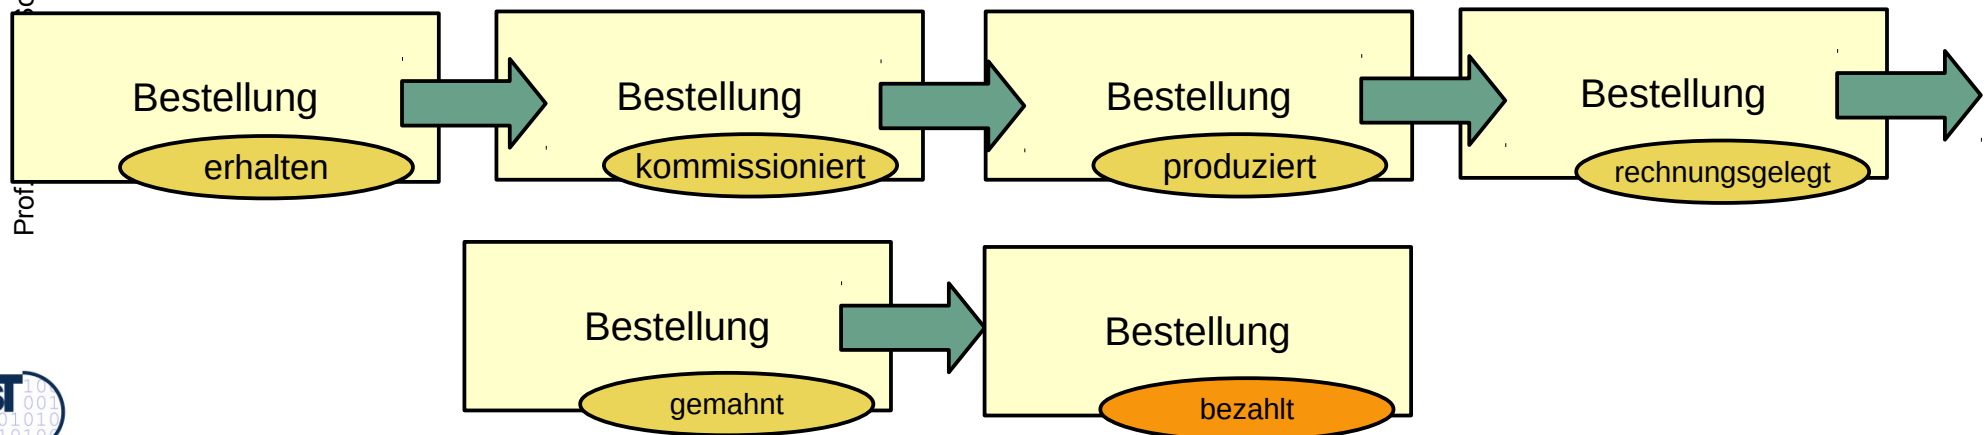 Bestellung
erhalten
Bestellung
kommissioniert
Bestellung
produziert
Bestellung
rechnungsgelegt
Prof.
Bestellung
gemahnt
Bestellung
bezahlt